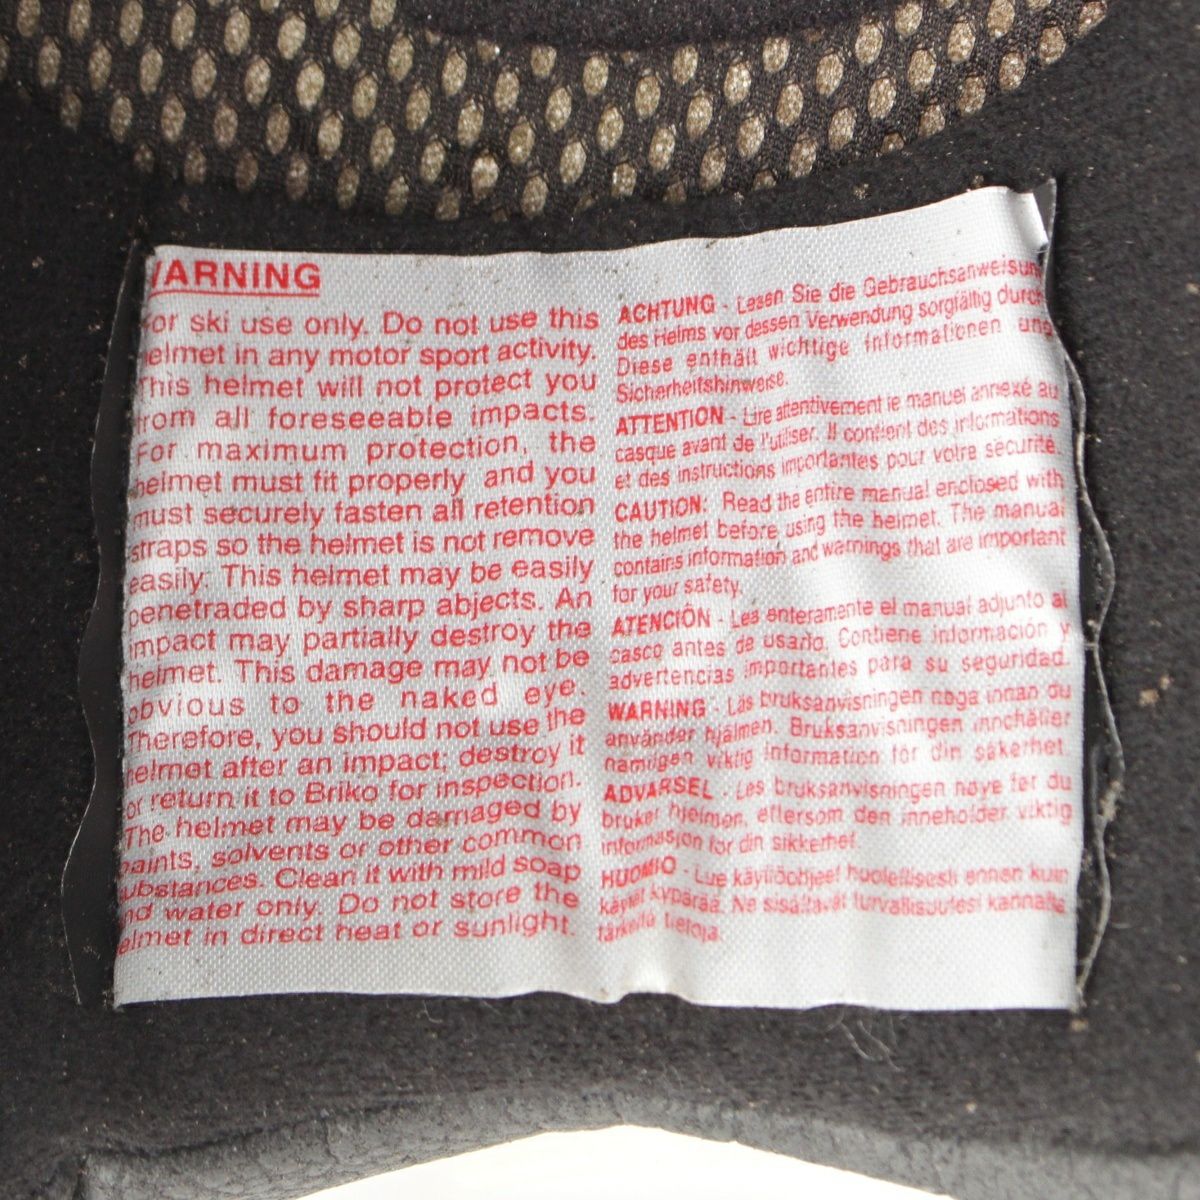 WARNING
For ski use only. Do not use this
helmet in any motor sport activity.
This helmet will not protect you
from all foreseeable impacts.
For maximum protection, the
helmet must fit properly and you
must securely fasten all retention
straps so the helmet is not remove
easily. This helmet may be easily
penetraded by sharp abjects. An
impact may partially destroy the
helmet. This damage may not be
obvious to the naked eye.
Therefore, you should not use the
helmet after an impact; destroy it
or return it to Briko for inspection.
The helmet may be damaged by
paints, solvents or other common
substances. Clean it with mild soap
and water only. Do not store the
helmet in direct heat or sunlight.
ACHTUNG - Lesen Sie die Gebrauchsanweisung
des Helms vor dessen Verwendung sorgfältig durch
Diese enthält wichtige Informationen und
Sicherheitshinweise.
ATTENTION - Lire attentivement le manuel annexé au
casque avant de l'utiliser. Il contient des informations
et des instructions importantes pour votre sécurité.
CAUTION: Read the entire manual enclosed with
the helmet before using the helmet. The manual
contains information and warnings that are important
for your safety.
ATENCIÓN - Lea enteramente el manual adjunto al
casco antes de usarlo. Contiene información y
advertencias importantes para su seguridad.
WARNING - Läs bruksanvisningen noga innan du
använder hjälmen. Bruksanvisningen innehåller
nämligen viktig information för din säkerhet.
ADVARSEL - Les bruksanvisningen nøye før du
bruker hjelmen, ettersom den inneholder viktig
informasjon for din sikkerhet.
HUOMIO - Lue käyttöohjeet huolellisesti ennen kuin
käytät kypärää. Ne sisältävät turvallisuutesi kannalta
tärkeitä tietoja.